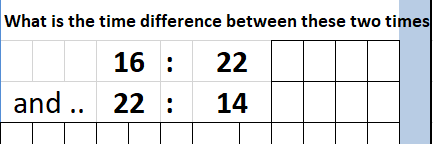 What is the time difference between these two times
16 : 22
and .. 22 : 14